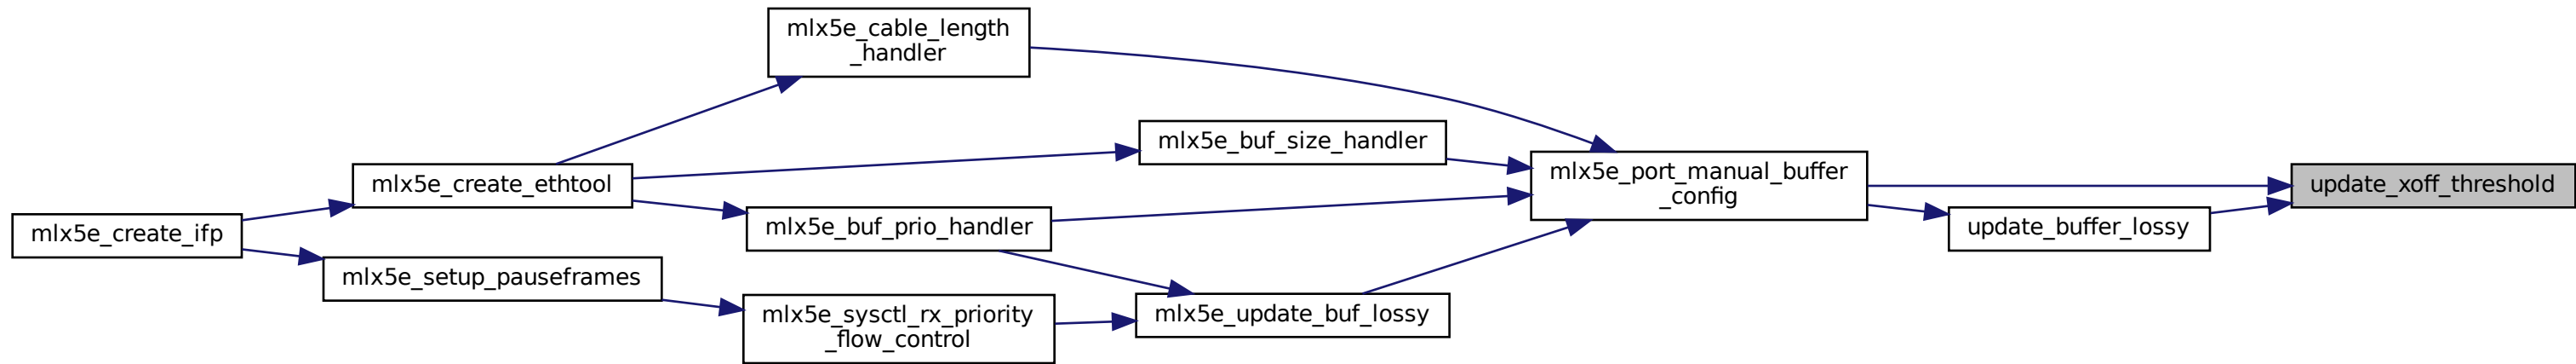 mlx5e_cable_length
_handler
mlx5e_buf_size_handler
mlx5e_port_manual_buffer
_config
mlx5e_create_ethtool
update_xoff_threshold
mlx5e_create_ifp
mlx5e_buf_prio_handler
update_buffer_lossy
mlx5e_setup_pauseframes
mlx5e_sysctl_rx_priority
_flow_control
mlx5e_update_buf_lossy